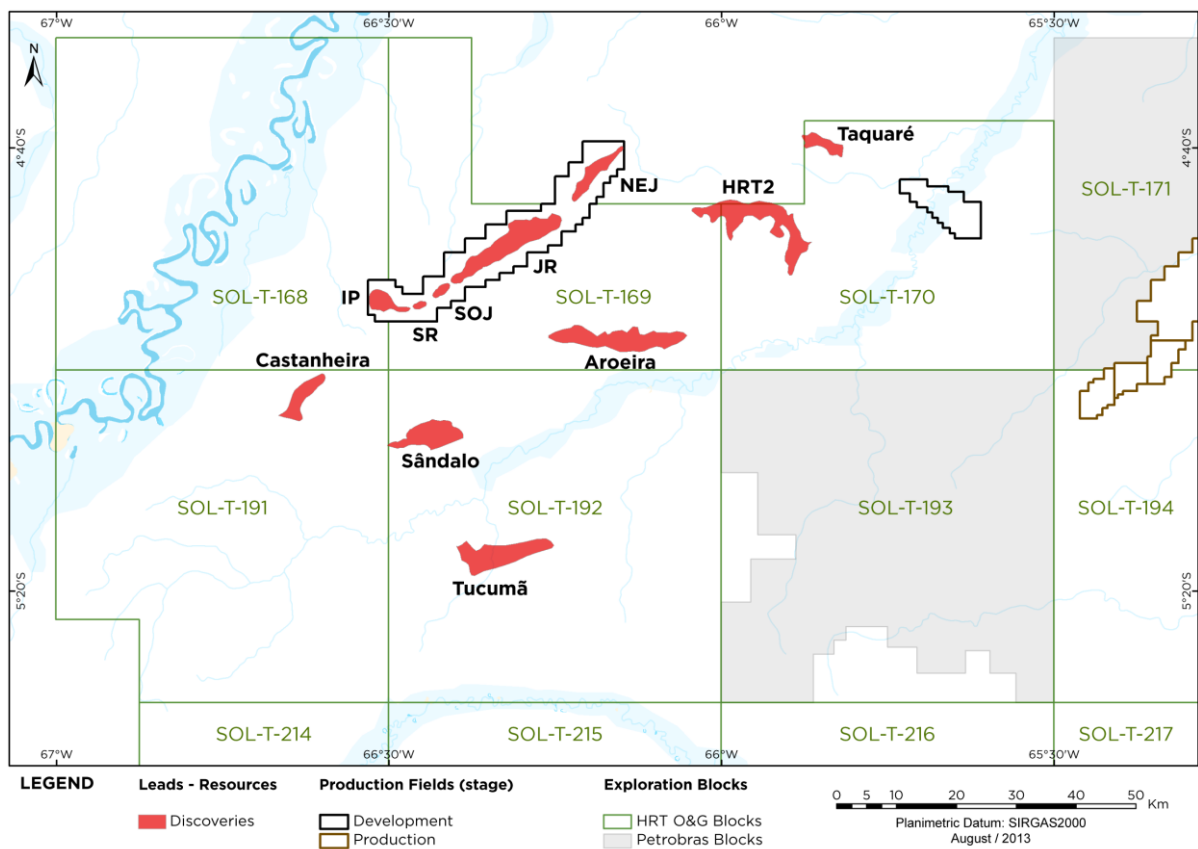 67°W 66°30'W 66°W 65°30'W
N
4°40'S 4°40'S
Taquaré
NEJ
HRT2
SOL-T-171
JR
IP
SOL-T-168
SOL-T-169
SOL-T-170
SOJ
SR
Castanheira
Aroeira
Sândalo
SOL-T-191
SOL-T-192
SOL-T-193
SOL-T-194
Tucumã
5°20'S 5°20'S
SOL-T-214
SOL-T-215
SOL-T-216
SOL-T-217
67°W 66°30'W 66°W 65°30'W
LEGEND
Leads - Resources
Discoveries
Production Fields (stage)
Development
Production
Exploration Blocks
HRT O&G Blocks
Petrobras Blocks
0 5 10 20 30 40 50
Km
Planimetric Datum: SIRGAS2000
August / 2013